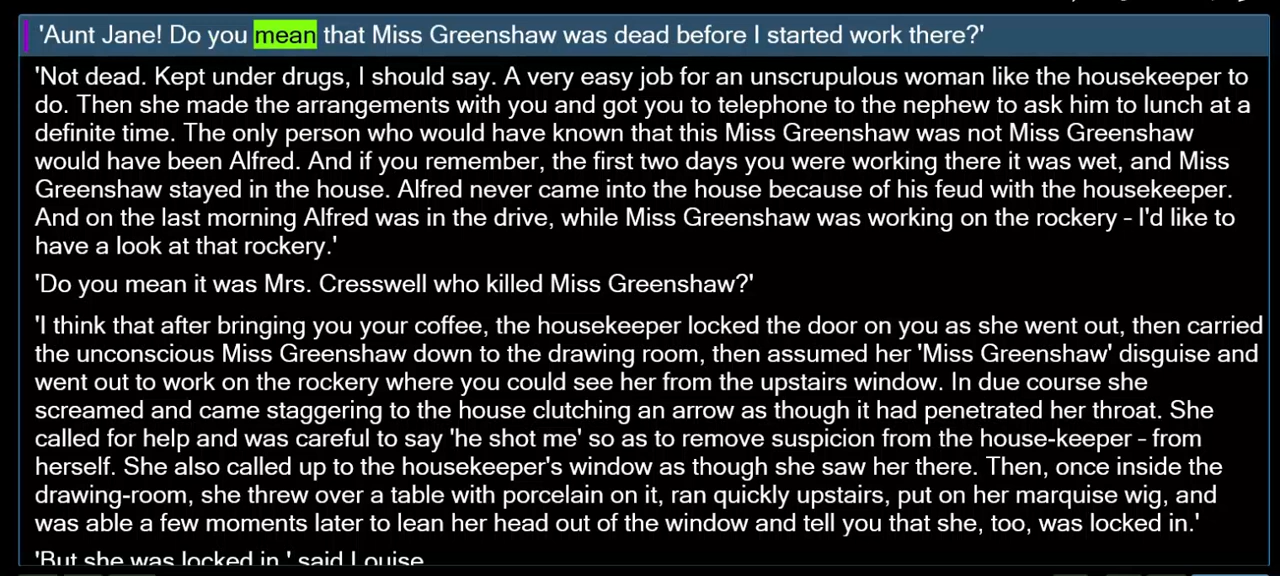 'Aunt Jane! Do you mean that Miss Greenshaw was dead before I started work there?'
'Not dead. Kept under drugs, I should say. A very easy job for an unscrupulous woman like the housekeeper to
do. Then she made the arrangements with you and got you to telephone to the nephew to ask him to lunch at a
definite time. The only person who would have known that this Miss Greenshaw was not Miss Greenshaw
would have been Alfred. And if you remember, the first two days you were working there it was wet, and Miss
Greenshaw stayed in the house. Alfred never came into the house because of his feud with the housekeeper.
And on the last morning Alfred was in the drive, while Miss Greenshaw was working on the rockery – I'd like to
have a look at that rockery.'
'Do you mean it was Mrs. Cresswell who killed Miss Greenshaw?'
'I think that after bringing you your coffee, the housekeeper locked the door on you as she went out, then carried
the unconscious Miss Greenshaw down to the drawing room, then assumed her 'Miss Greenshaw' disguise and
went out to work on the rockery where you could see her from the upstairs window. In due course she
screamed and came staggering to the house clutching an arrow as though it had penetrated her throat. She
called for help and was careful to say 'he shot me' so as to remove suspicion from the house-keeper – from
herself. She also called up to the housekeeper's window as though she saw her there. Then, once inside the
drawing-room, she threw over a table with porcelain on it, ran quickly upstairs, put on her marquise wig, and
was able a few moments later to lean her head out of the window and tell you that she, too, was locked in.'
'But she was locked in,' said Louise.